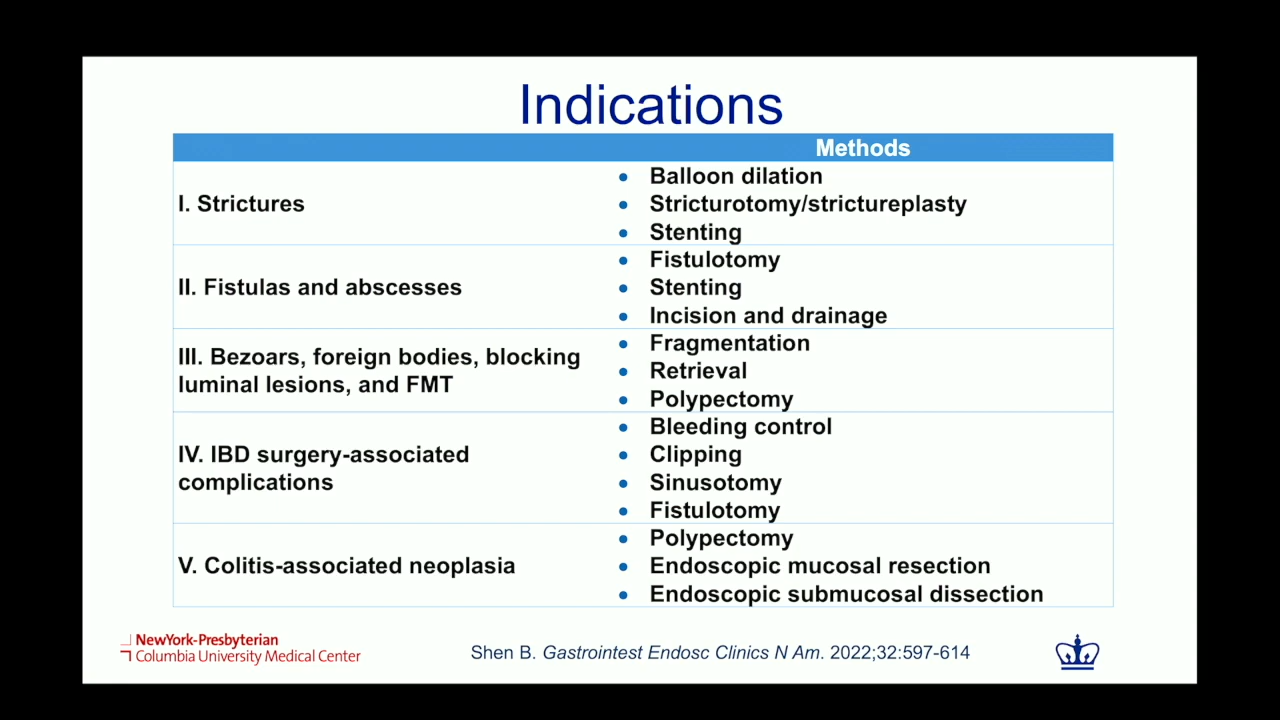 Indications
Methods
I. Strictures
• Balloon dilation
• Stricturotomy/strictureplasty
• Stenting
II. Fistulas and abscesses
• Fistulotomy
• Stenting
• Incision and drainage
III. Bezoars, foreign bodies, blocking
luminal lesions, and FMT
• Fragmentation
• Retrieval
• Polypectomy
IV. IBD surgery-associated
complications
• Bleeding control
• Clipping
• Sinusotomy
• Fistulotomy
V. Colitis-associated neoplasia
• Polypectomy
• Endoscopic mucosal resection
• Endoscopic submucosal dissection
NewYork-Presbyterian
Columbia University Medical Center
Shen B. Gastrointest Endosc Clinics N Am. 2022;32:597-614